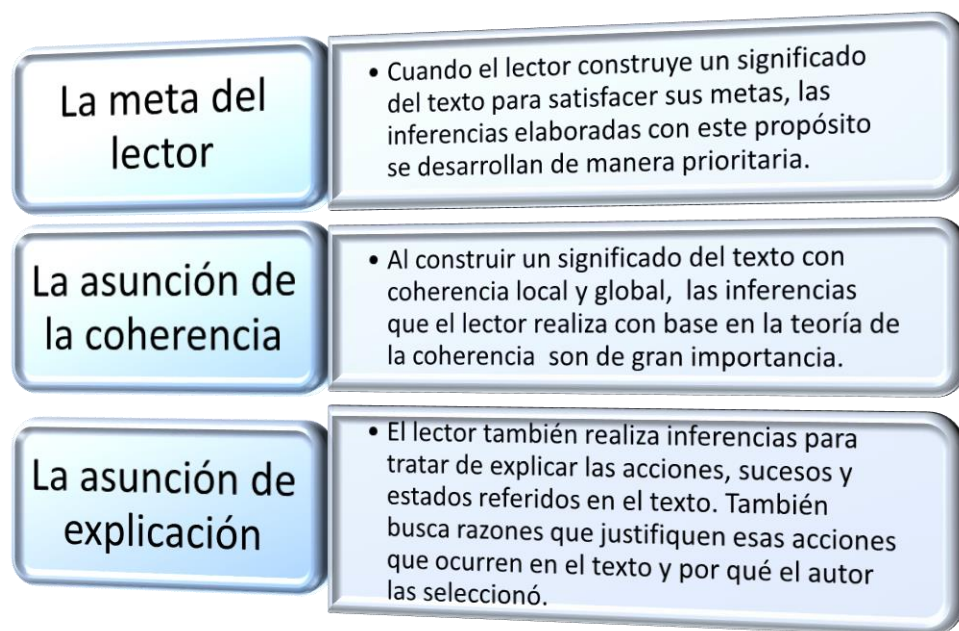 La meta del
lector
• Cuando el lector construye un significado
del texto para satisfacer sus metas, las
inferencias elaboradas con este propósito
se desarrollan de manera prioritaria.
La asunción de
la coherencia
• Al construir un significado del texto con
coherencia local y global, las inferencias
que el lector realiza con base en la teoría de
la coherencia son de gran importancia.
La asunción de
explicación
• El lector también realiza inferencias para
tratar de explicar las acciones, sucesos y
estados referidos en el texto. También
busca razones que justifiquen esas acciones
que ocurren en el texto y por qué el autor
las seleccionó.